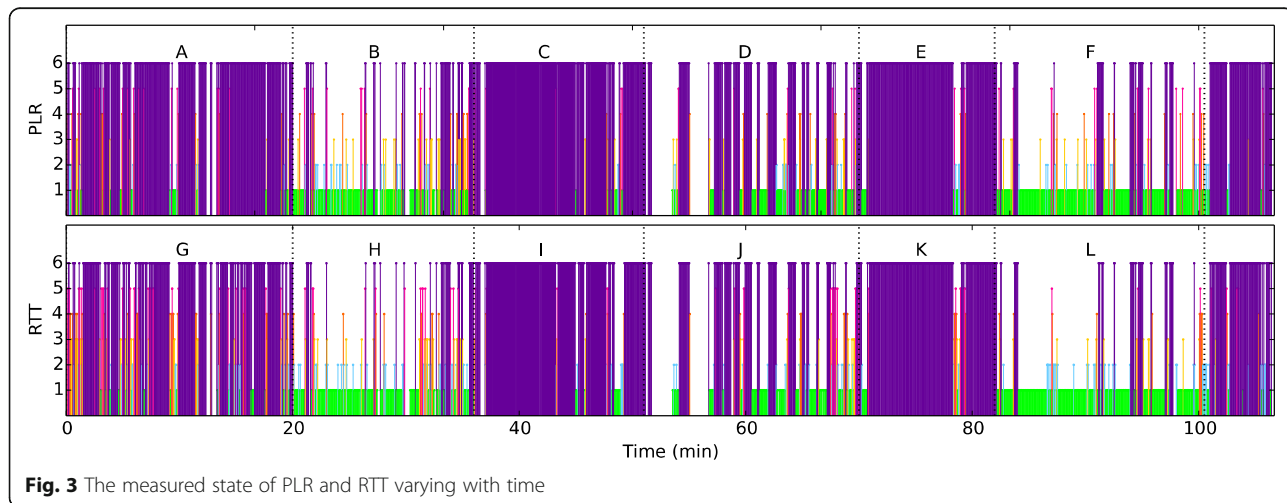 A B C D E F
6
5
4
3
2
1
PLR
G H I J K L
6
5
4
3
2
1
RTT
0 20 40 60 80 100
Time (min)
Fig. 3 The measured state of PLR and RTT varying with time